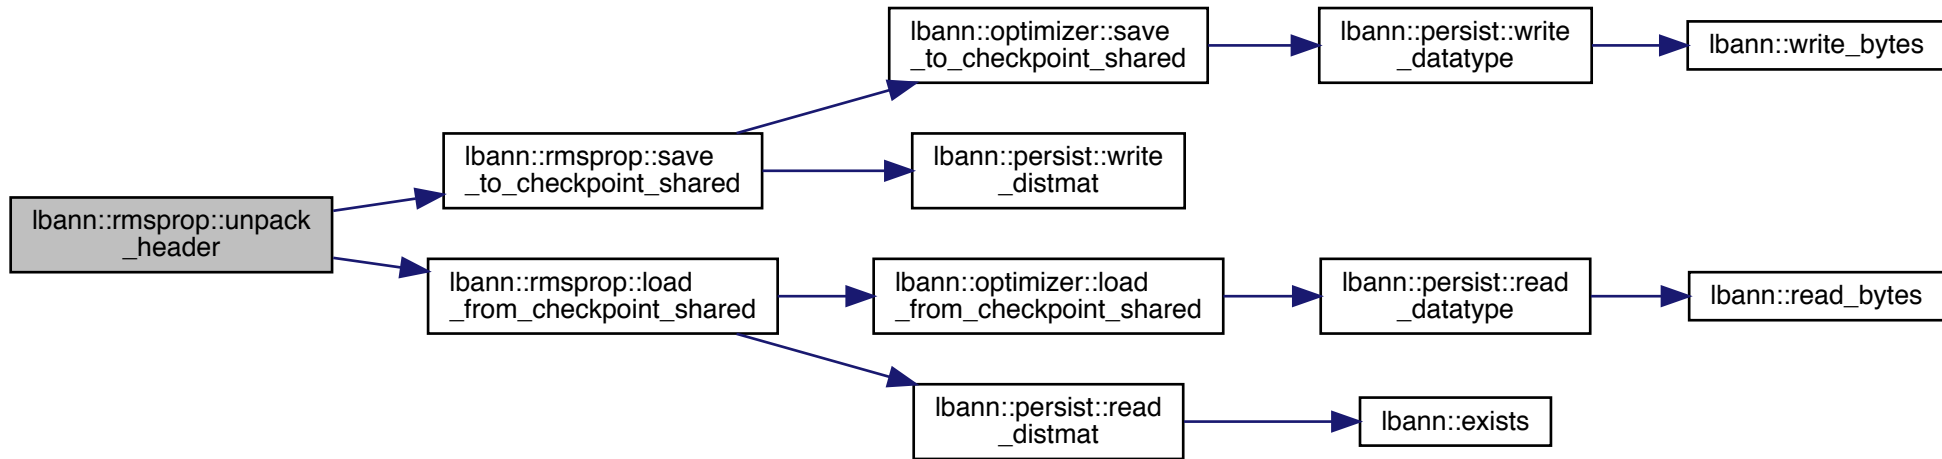 lbann::rmsprop::unpack
_header
lbann::rmsprop::save
_to_checkpoint_shared
lbann::optimizer::save
_to_checkpoint_shared
lbann::persist::write
_datatype
lbann::write_bytes
lbann::persist::write
_distmat
lbann::rmsprop::load
_from_checkpoint_shared
lbann::optimizer::load
_from_checkpoint_shared
lbann::persist::read
_datatype
lbann::read_bytes
lbann::persist::read
_distmat
lbann::exists